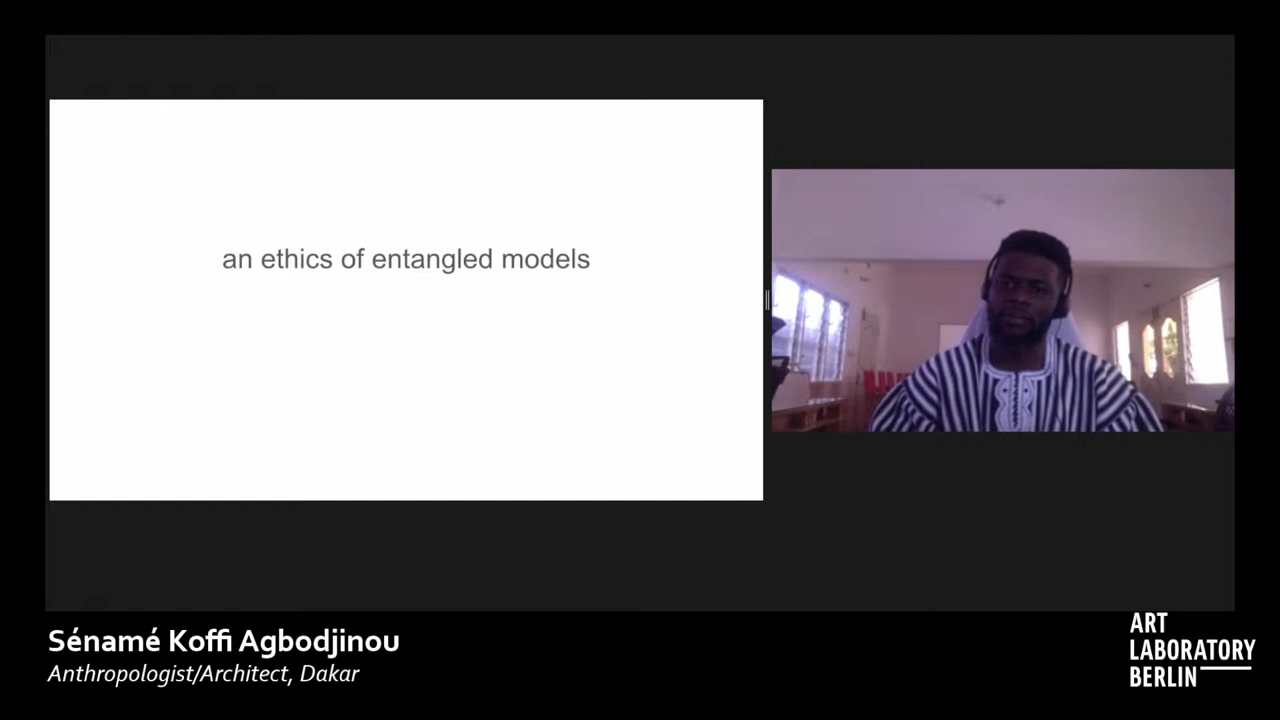 an ethics of entangled models
Sénamé Koffi Agbodjinou
Anthropologist/Architect, Dakar
ART
LABORATORY
BERLIN